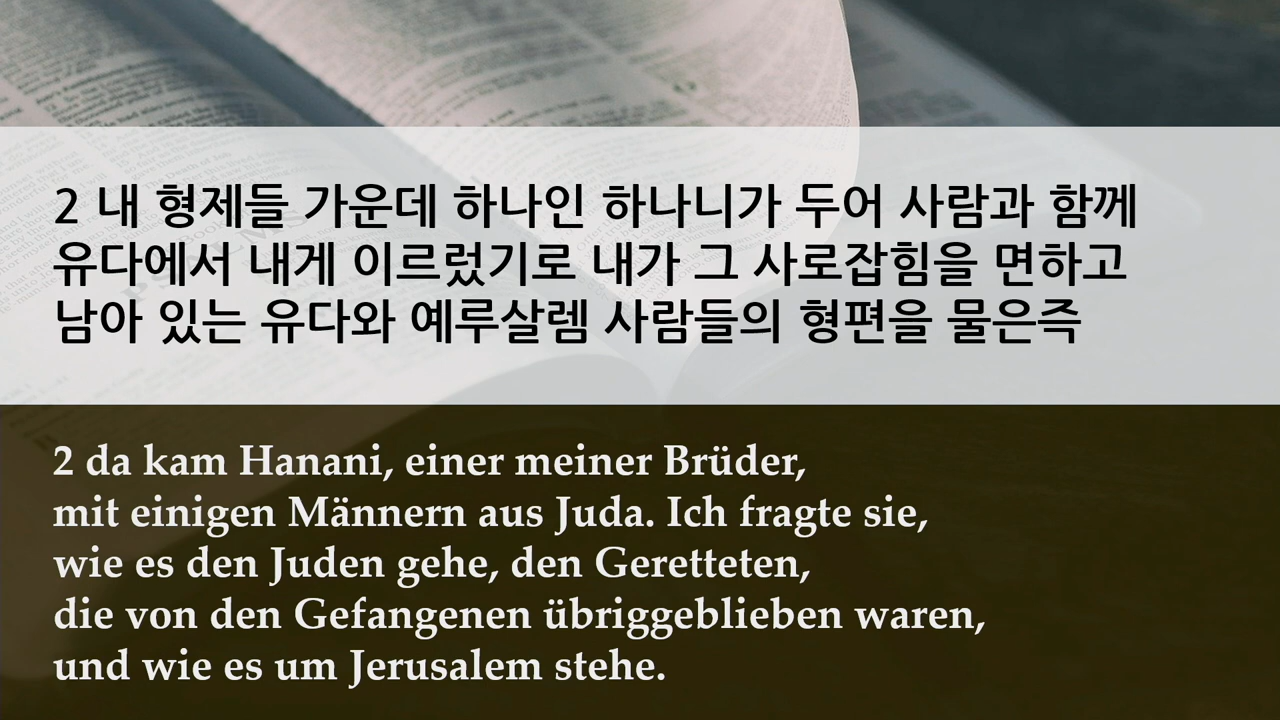 2 내 형제들 가운데 하나인 하나니가 두어 사람과 함께
유다에서 내게 이르렀기로 내가 그 사로잡힘을 면하고
남아 있는 유다와 예루살렘 사람들의 형편을 물은즉
2 da kam Hanani, einer meiner Brüder,
mit einigen Männern aus Juda. Ich fragte sie,
wie es den Juden gehe, den Geretteten,
die von den Gefangenen übriggeblieben waren,
und wie es um Jerusalem stehe.